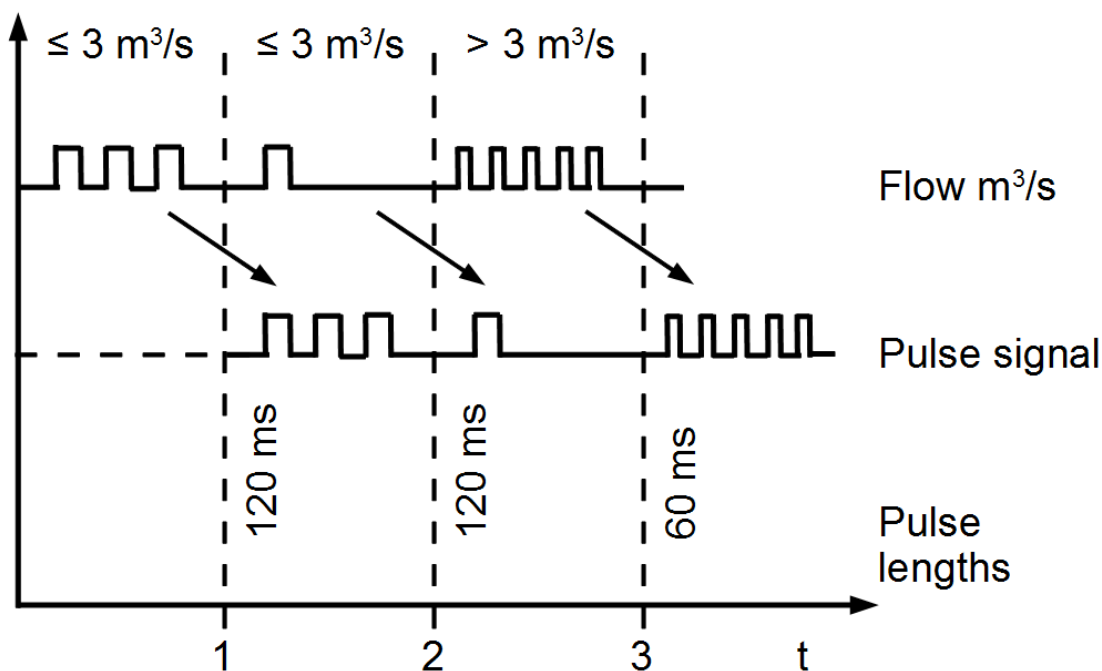 ≤ 3 m³/s ≤ 3 m³/s > 3 m³/s
Flow m³/s
Pulse signal
120 ms
120 ms
60 ms
Pulse
lengths
1 2 3 t